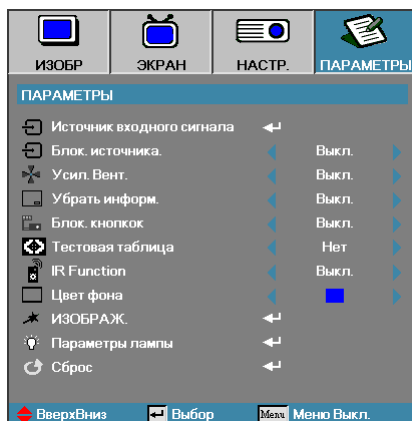 ИЗОБР ЭКРАН НАСТР. ПАРАМЕТРЫ
ПАРАМЕТРЫ
Источник входного сигнала
Блок. источника. Выкл.
Усил. Вент. Выкл.
Убрать информ. Выкл.
Блок. кнопкок Выкл.
Тестовая таблица Нет
IR Function Выкл.
Цвет фона
ИЗОБРАЖ.
Параметры лампы
Сброс
ВверхВниз Выбор Menu Меню Выкл.